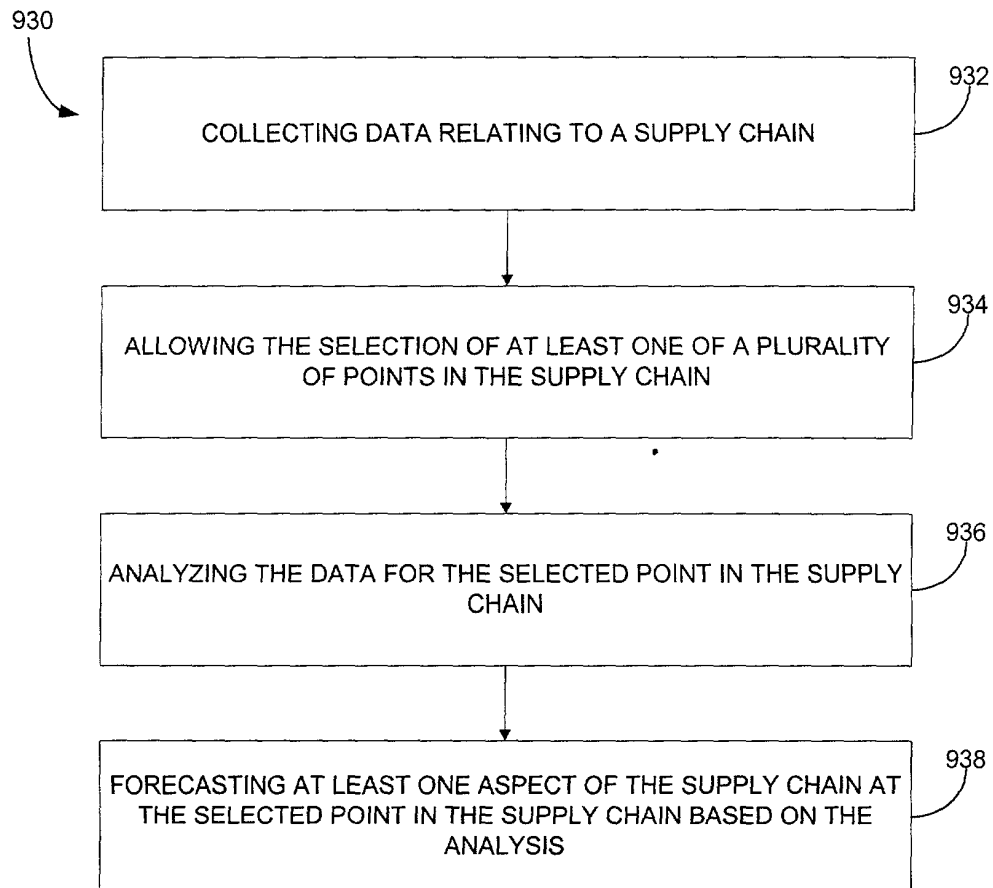 930
932
COLLECTING DATA RELATING TO A SUPPLY CHAIN
934
ALLOWING THE SELECTION OF AT LEAST ONE OF A PLURALITY
OF POINTS IN THE SUPPLY CHAIN
936
ANALYZING THE DATA FOR THE SELECTED POINT IN THE SUPPLY
CHAIN
938
FORECASTING AT LEAST ONE ASPECT OF THE SUPPLY CHAIN AT
THE SELECTED POINT IN THE SUPPLY CHAIN BASED ON THE
ANALYSIS